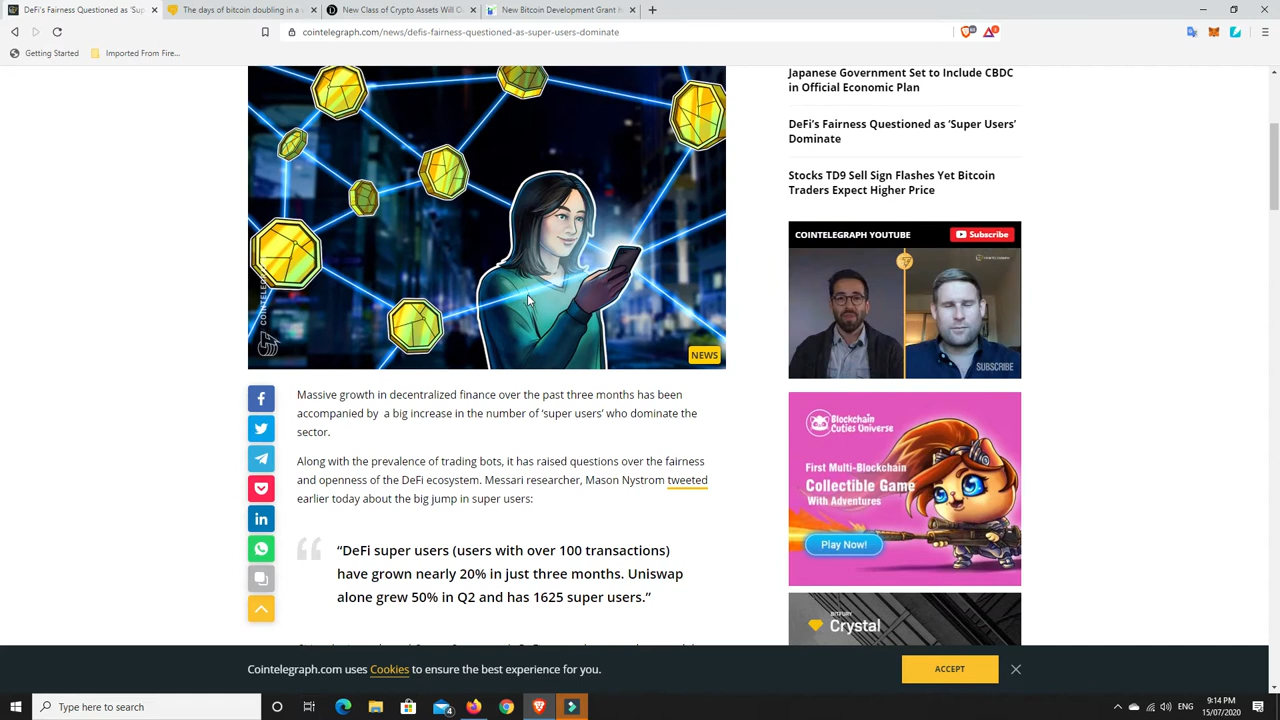 DeFi's Fairness Questioned as 'Sup
The days of bitcoin doubling in a v
New Class of Crypto Assets Will O
New Bitcoin Development Grant N
cointelegraph.com/news/defis-fairness-questioned-as-super-users-dominate
Getting Started
Imported From Fire...
COINTELEGRAPH
NEWS
Massive growth in decentralized finance over the past three months has been
accompanied by a big increase in the number of 'super users' who dominate the
sector.
Along with the prevalence of trading bots, it has raised questions over the fairness
and openness of the DeFi ecosystem. Messari researcher, Mason Nystrom tweeted
earlier today about the big jump in super users:
“DeFi super users (users with over 100 transactions)
have grown nearly 20% in just three months. Uniswap
alone grew 50% in Q2 and has 1625 super users.”
Japanese Government Set to Include CBDC
in Official Economic Plan
DeFi's Fairness Questioned as 'Super Users'
Dominate
Stocks TD9 Sell Sign Flashes Yet Bitcoin
Traders Expect Higher Price
COINTELEGRAPH YOUTUBE
Subscribe
COINTELEGRAPH
SUBSCRIBE
Blockchain
Cuties Universe
First Multi-Blockchain
Collectible Game
With Adventures
Play Now!
BITFURY
Crystal
Cointelegraph.com uses Cookies to ensure the best experience for you.
ACCEPT
Type here to search
4
ENG
9:14 PM
15/07/2020